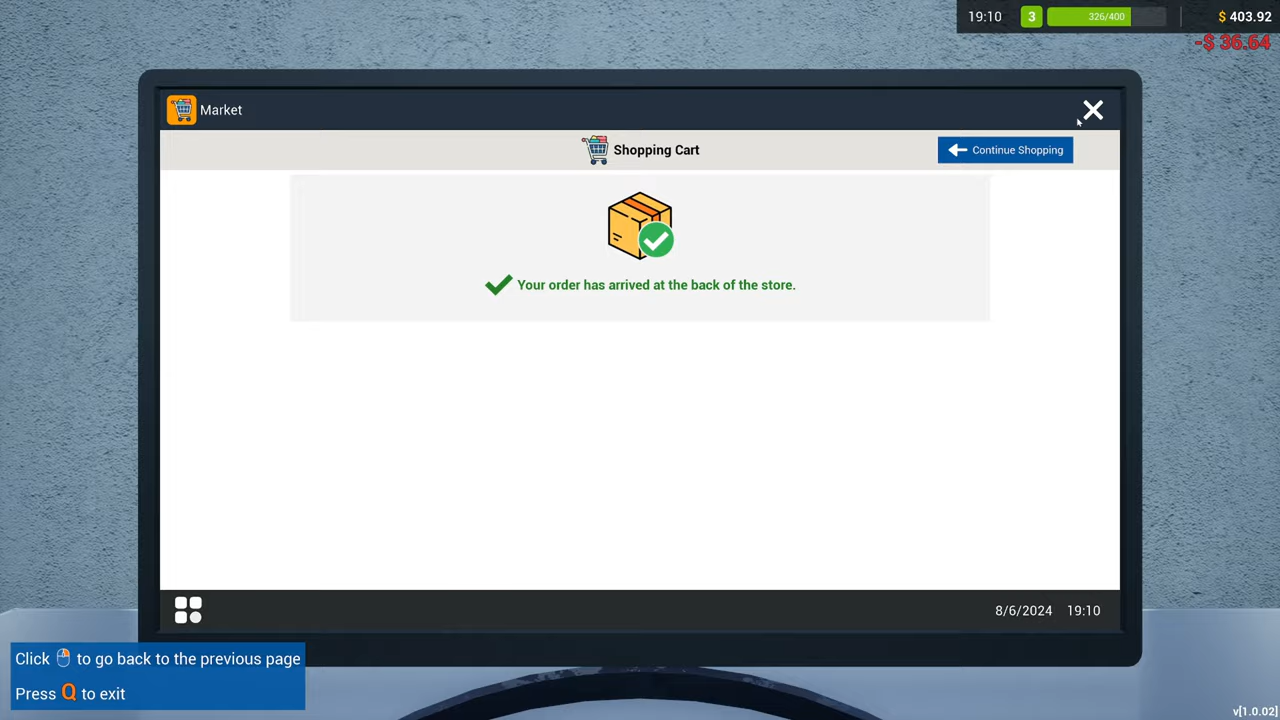 19:10 3 326/400 $ 403.92
-$ 36.64
Market
Shopping Cart
Continue Shopping
Your order has arrived at the back of the store.
8/6/2024 19:10
Click to go back to the previous page
Press Q to exit
v[1.0.02]